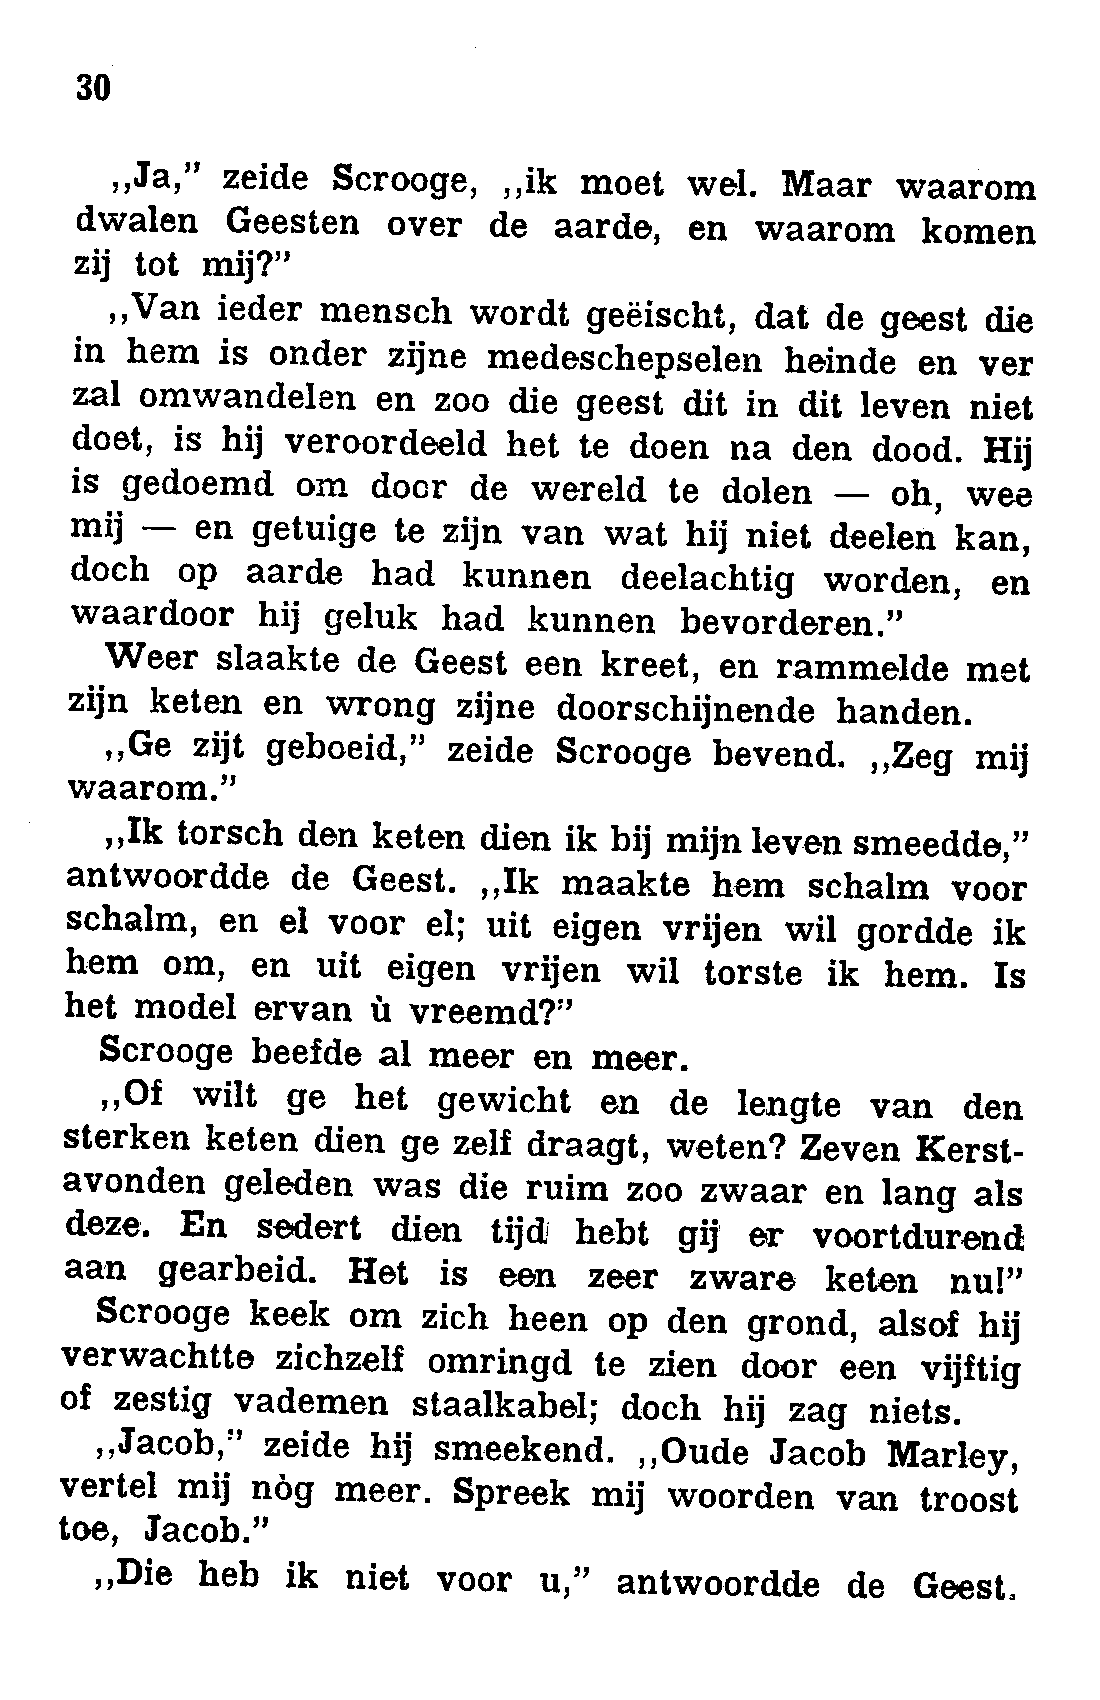 30
,,Ja,” zeide Scrooge, ,,ik moet wel. Maar waarom
dwalen Geesten over de aarde, en waarom komen
zij tot mij?”
,,Van ieder mensch wordt geëischt, dat de geest die
in hem is onder zijne medeschepselen heinde en ver
zal omwandelen en zoo die geest dit in dit leven niet
doet, is hij veroordeeld het te doen na den dood. Hij
is gedoemd om door de wereld te dolen — oh, wee
mij — en getuige te zijn van wat hij niet deelen kan,
doch op aarde had kunnen deelachtig worden, en
waardoor hij geluk had kunnen bevorderen.”
Weer slaakte de Geest een kreet, en rammelde met
zijn keten en wrong zijne doorschijnende handen.
,,Ge zijt geboeid,” zeide Scrooge bevend. ,,Zeg mij
waarom.”
,,Ik torsch den keten dien ik bij mijn leven smeedde,”
antwoordde de Geest. ,,Ik maakte hem schalm voor
schalm, en el voor el; uit eigen vrijen wil gordde ik
hem om, en uit eigen vrijen wil torste ik hem. Is
het model ervan ù vreemd?”
Scrooge beefde al meer en meer.
,,Of wilt ge het gewicht en de lengte van den
sterken keten dien ge zelf draagt, weten? Zeven Kerst-
avonden geleden was die ruim zoo zwaar en lang als
deze. En sedert dien tijd hebt gij er voortdurend
aan gearbeid. Het is een zeer zware keten nu!”
Scrooge keek om zich heen op den grond, alsof hij
verwachtte zichzelf omringd te zien door een vijftig
of zestig vademen staalkabel; doch hij zag niets.
,,Jacob,” zeide hij smeekend. ,,Oude Jacob Marley,
vertel mij nòg meer. Spreek mij woorden van troost
toe, Jacob.”
,,Die heb ik niet voor u,” antwoordde de Geest.